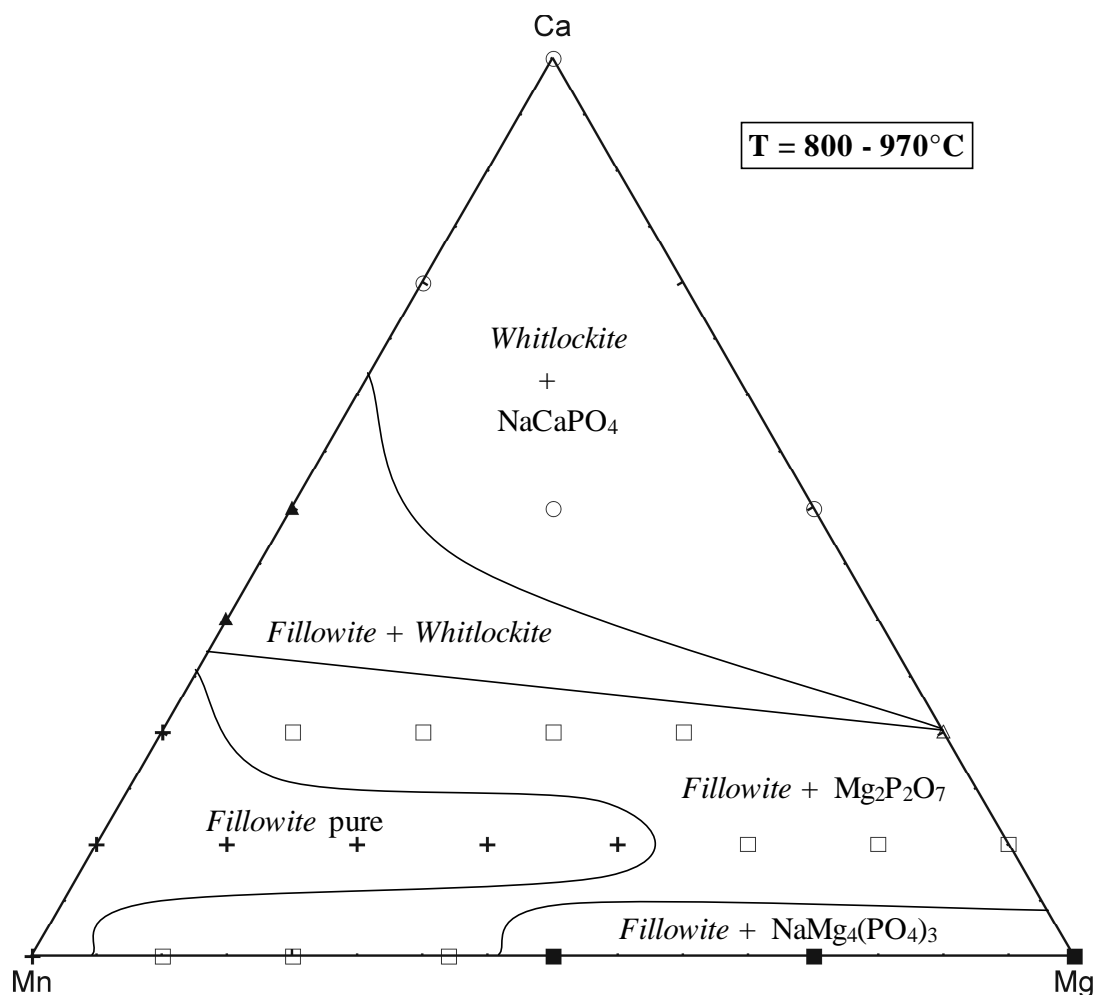 Ca
T = 800 - 970°C
Whitlockite
+
NaCaPO₄
Fillowite + Whitlockite
Fillowite + Mg₂P₂O₇
Fillowite pure
Fillowite + NaMg₄(PO₄)₃
Mn
Mg